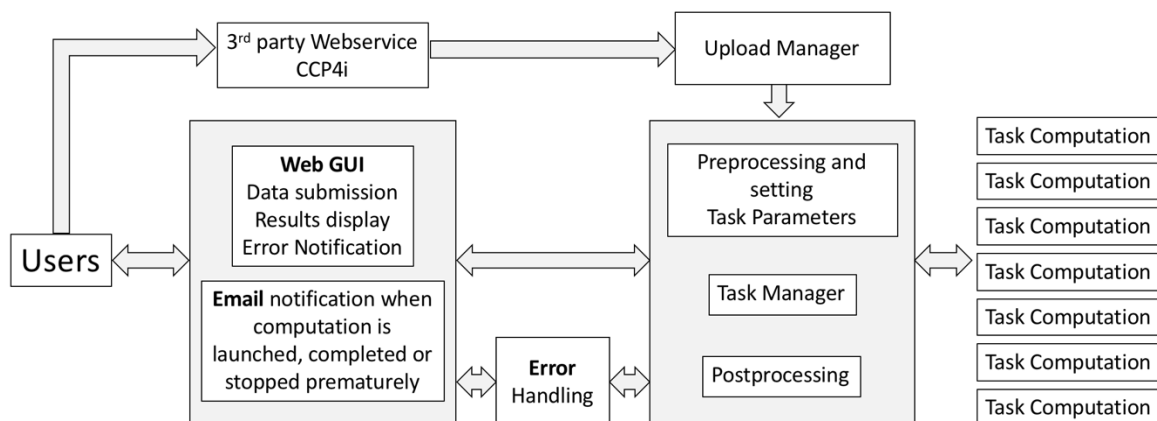 3rd party Webservice
CCP4i
Upload Manager
Users
Web GUI
Data submission
Results display
Error Notification
Email notification when
computation is
launched, completed or
stopped prematurely
Error
Handling
Preprocessing and
setting
Task Parameters
Task Manager
Postprocessing
Task Computation
Task Computation
Task Computation
Task Computation
Task Computation
Task Computation
Task Computation